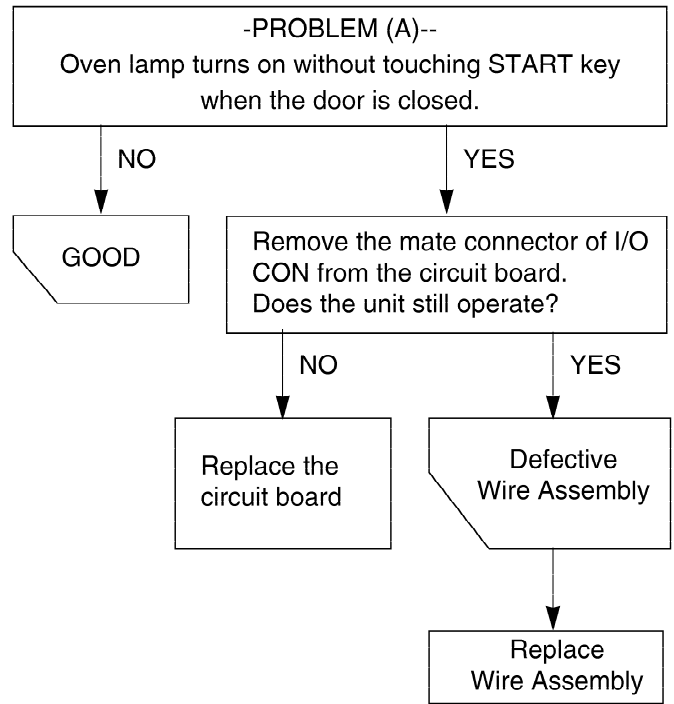 -PROBLEM (A)--
Oven lamp turns on without touching START key
when the door is closed.
NO
YES
GOOD
Remove the mate connector of I/O
CON from the circuit board.
Does the unit still operate?
NO
YES
Replace the
circuit board
Defective
Wire Assembly
Replace
Wire Assembly